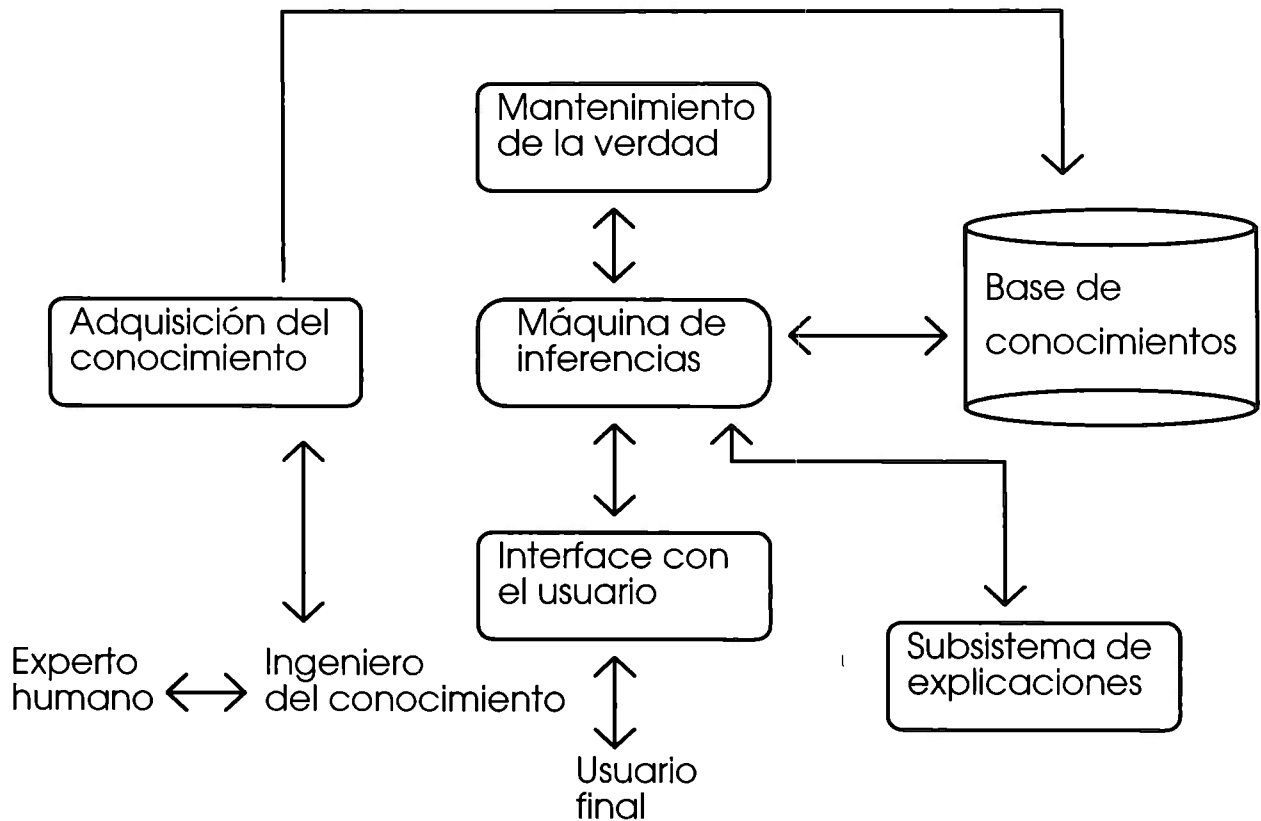 Mantenimiento
de la verdad
Adquisición del
conocimiento
Máquina de
inferencias
Base de
conocimientos
Interface con
el usuario
Subsistema de
explicaciones
Experto
humano
Ingeniero
del conocimiento
Usuario
final